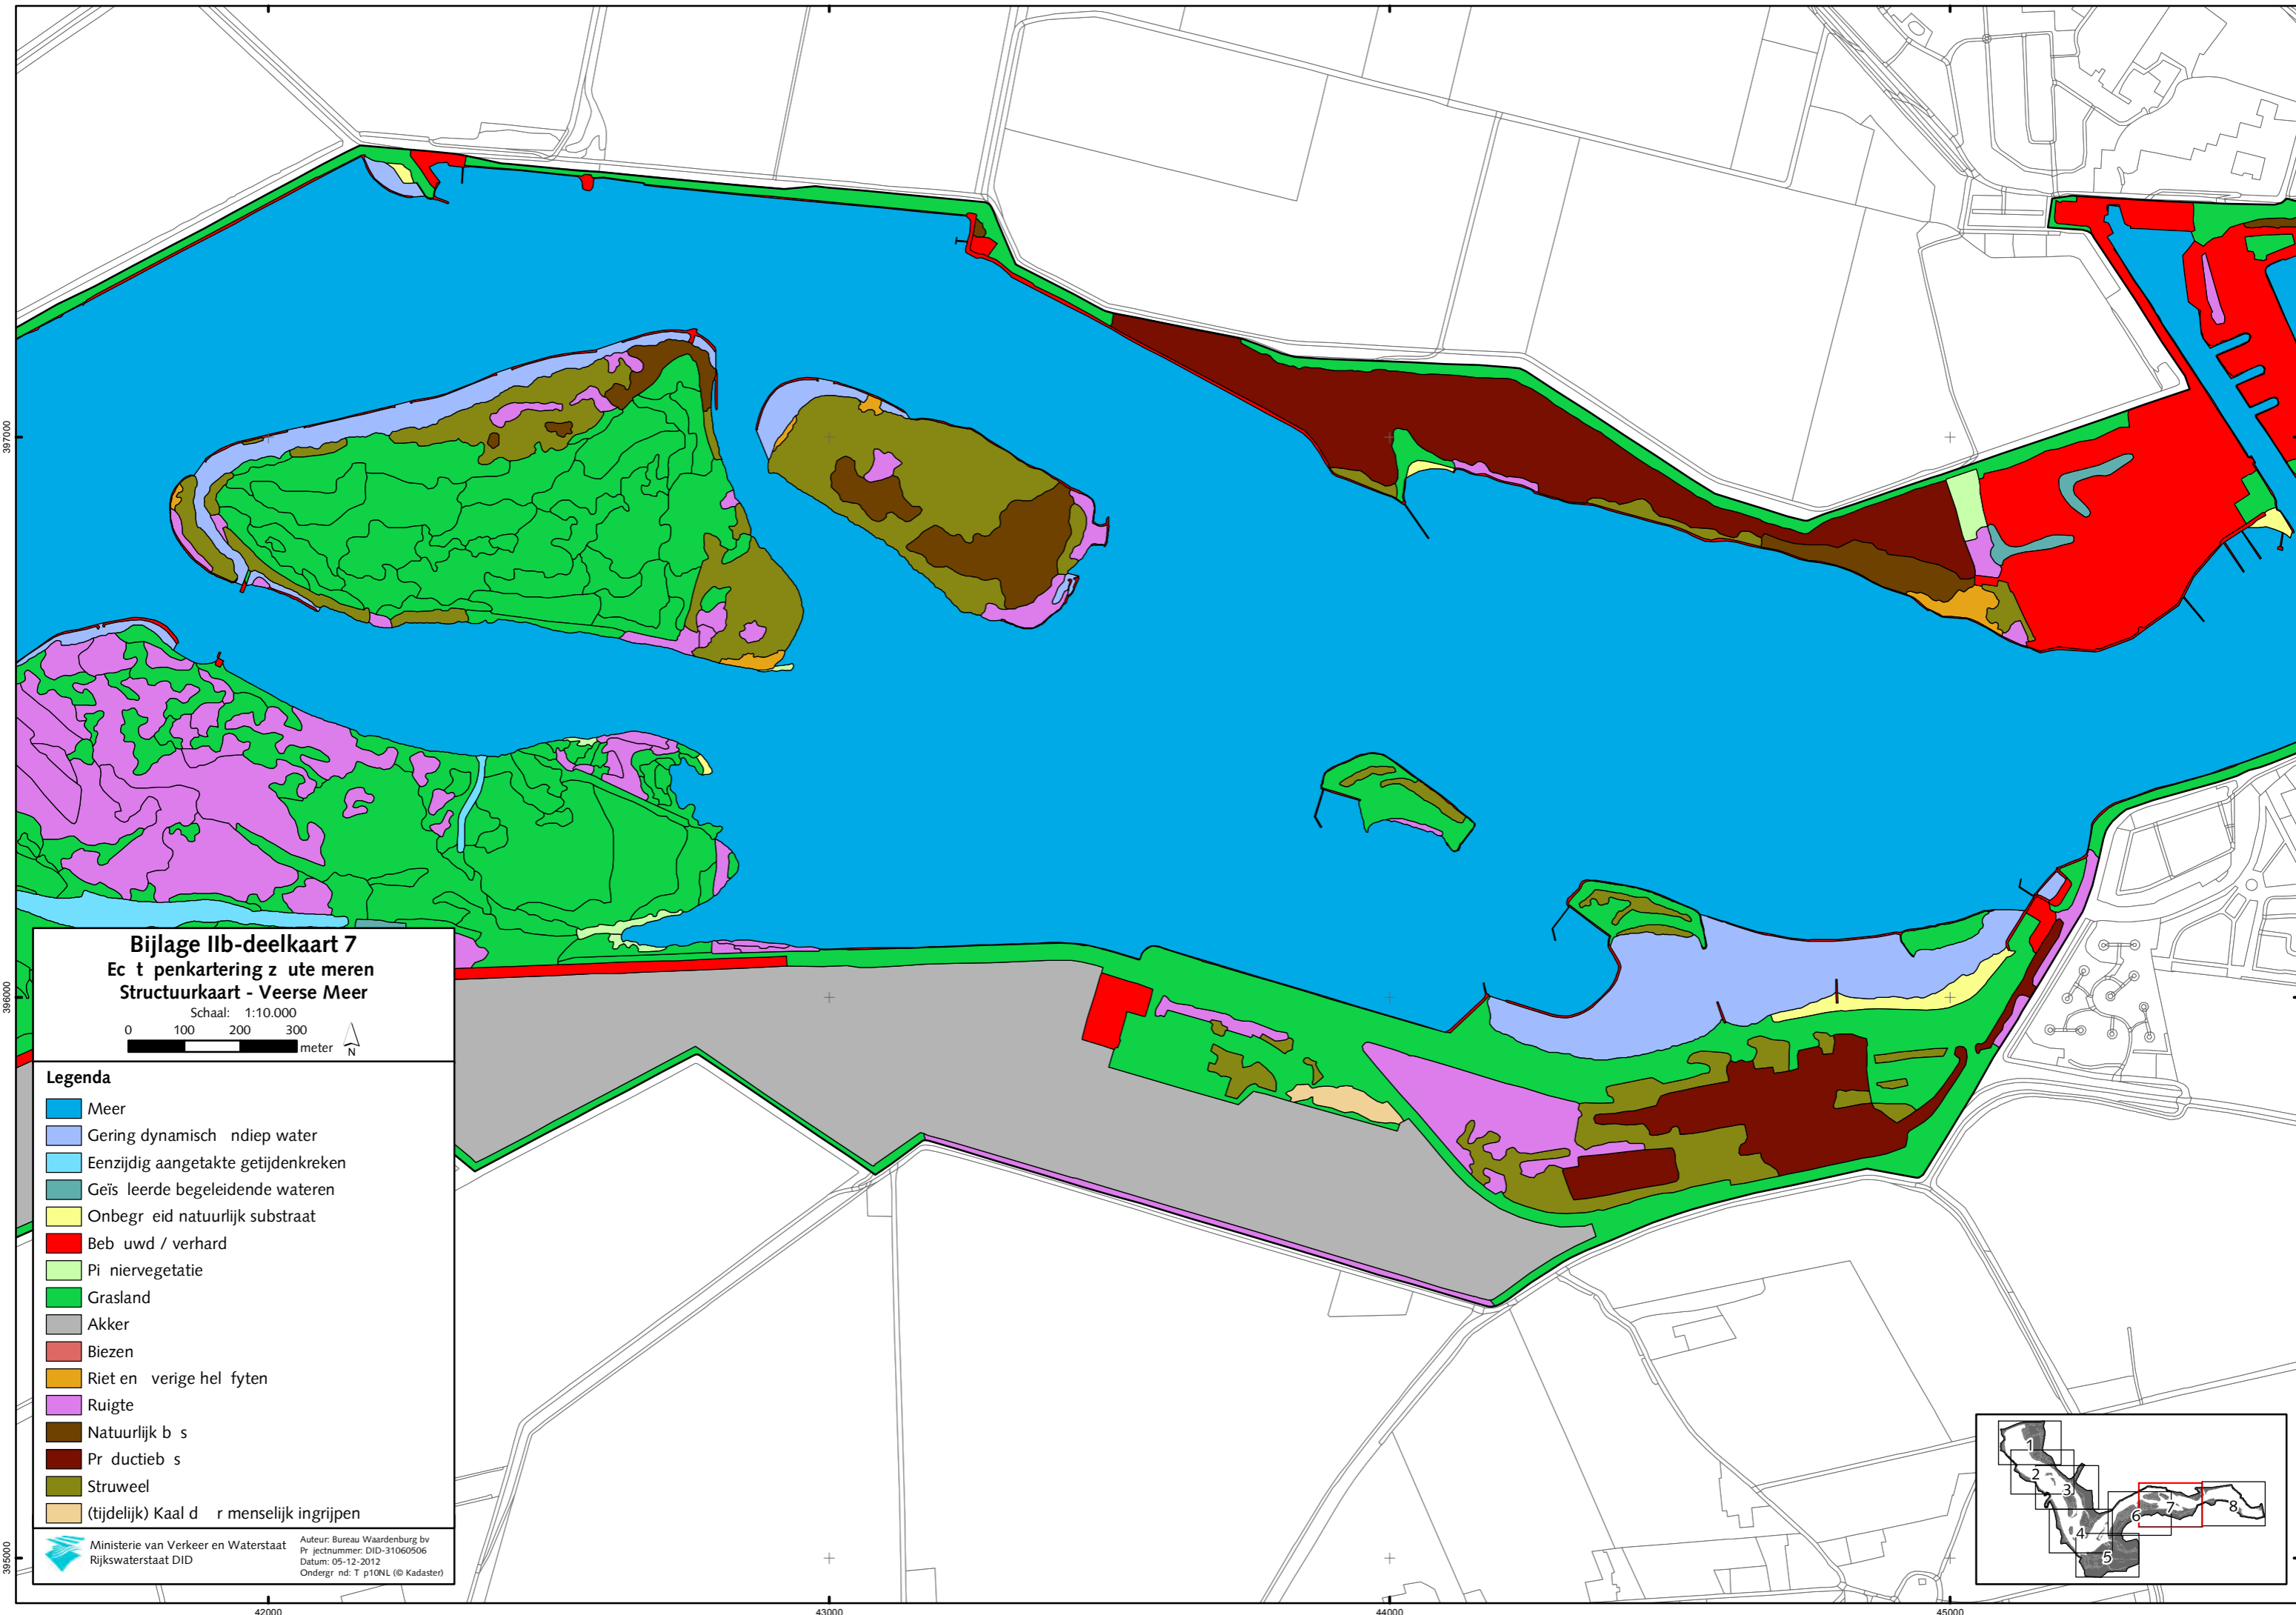 Bijlage IIb-deelkaart 7
Ec t penkartering z ute meren
Structuurkaart - Veerse Meer
Schaal: 1:10.000
0 100 200 300
meter
N
Legenda
Meer
Gering dynamisch ndiep water
Eenzijdig aangetakte getijdenkreken
Geïs leerde begeleidende wateren
Onbegr eid natuurlijk substraat
Beb uwd / verhard
Pi niervegetatie
Grasland
Akker
Biezen
Riet en verige hel fyten
Ruigte
Natuurlijk b s
Pr ductieb s
Struweel
(tijdelijk) Kaal d r menselijk ingrijpen
Ministerie van Verkeer en Waterstaat
Rijkswaterstaat DID
Auteur: Bureau Waardenburg bv
Pr jectnummer: DID-31060506
Datum: 05-12-2012
Ondergr nd: T p10NL (© Kadaster)
397000
396000
395000
42000 43000 44000 45000
1
2
3
4
5
6
7
8